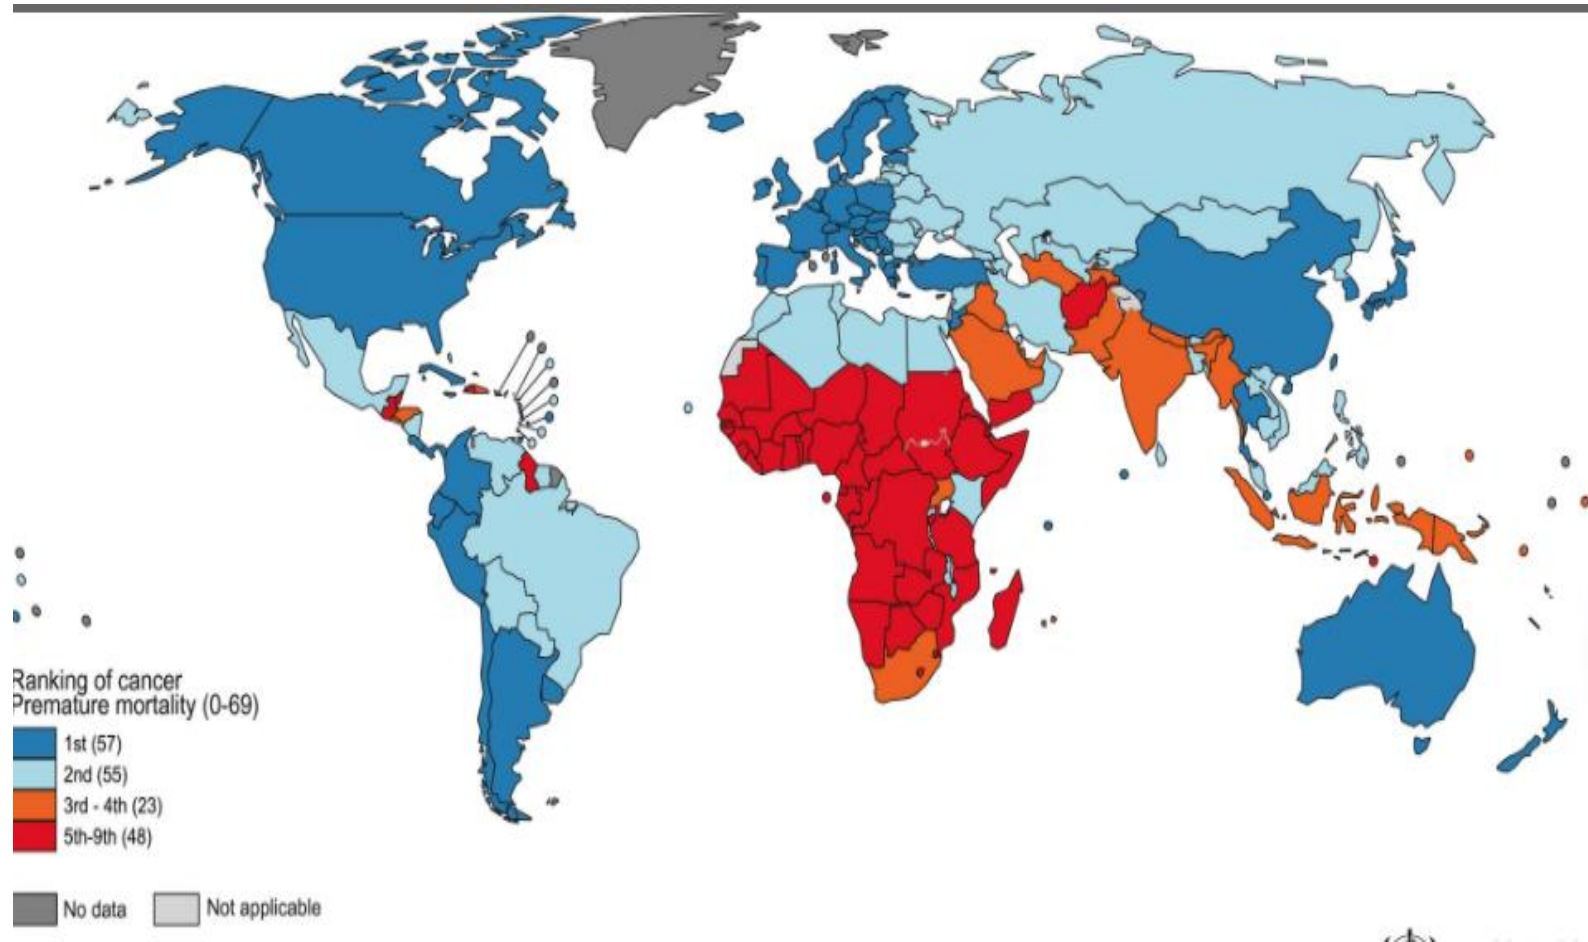 Ranking of cancer
Premature mortality (0-69)
1st (57)
2nd (55)
3rd - 4th (23)
5th-9th (48)
No data
Not applicable